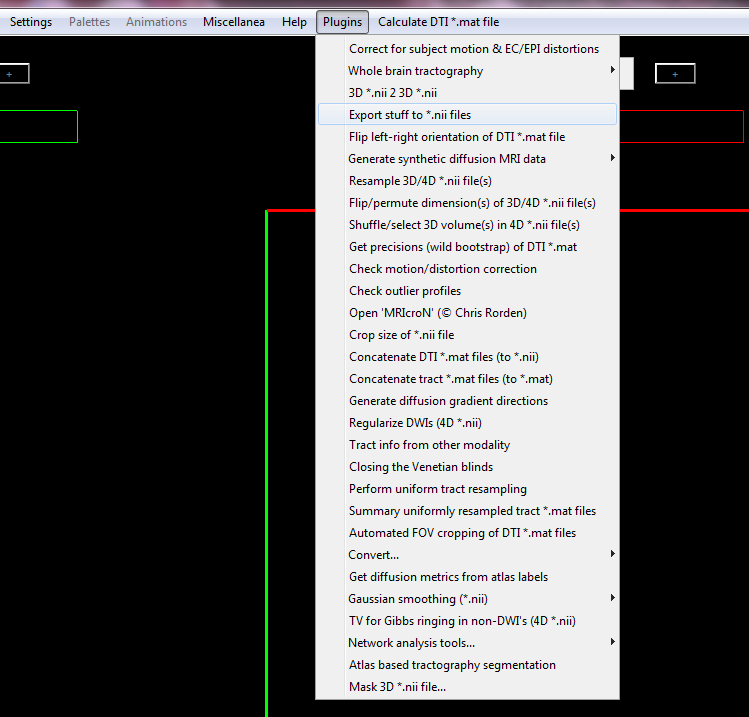 Settings Palettes Animations Miscellanea Help Plugins Calculate DTI *.mat file
+ +
Correct for subject motion & EC/EPI distortions
Whole brain tractography
3D *.nii 2 3D *.nii
Export stuff to *.nii files
Flip left-right orientation of DTI *.mat file
Generate synthetic diffusion MRI data
Resample 3D/4D *.nii file(s)
Flip/permute dimension(s) of 3D/4D *.nii file(s)
Shuffle/select 3D volume(s) in 4D *.nii file(s)
Get precisions (wild bootstrap) of DTI *.mat
Check motion/distortion correction
Check outlier profiles
Open 'MRIcroN' (© Chris Rorden)
Crop size of *.nii file
Concatenate DTI *.mat files (to *.nii)
Concatenate tract *.mat files (to *.mat)
Generate diffusion gradient directions
Regularize DWIs (4D *.nii)
Tract info from other modality
Closing the Venetian blinds
Perform uniform tract resampling
Summary uniformly resampled tract *.mat files
Automated FOV cropping of DTI *.mat files
Convert...
Get diffusion metrics from atlas labels
Gaussian smoothing (*.nii)
TV for Gibbs ringing in non-DWI's (4D *.nii)
Network analysis tools...
Atlas based tractography segmentation
Mask 3D *.nii file...